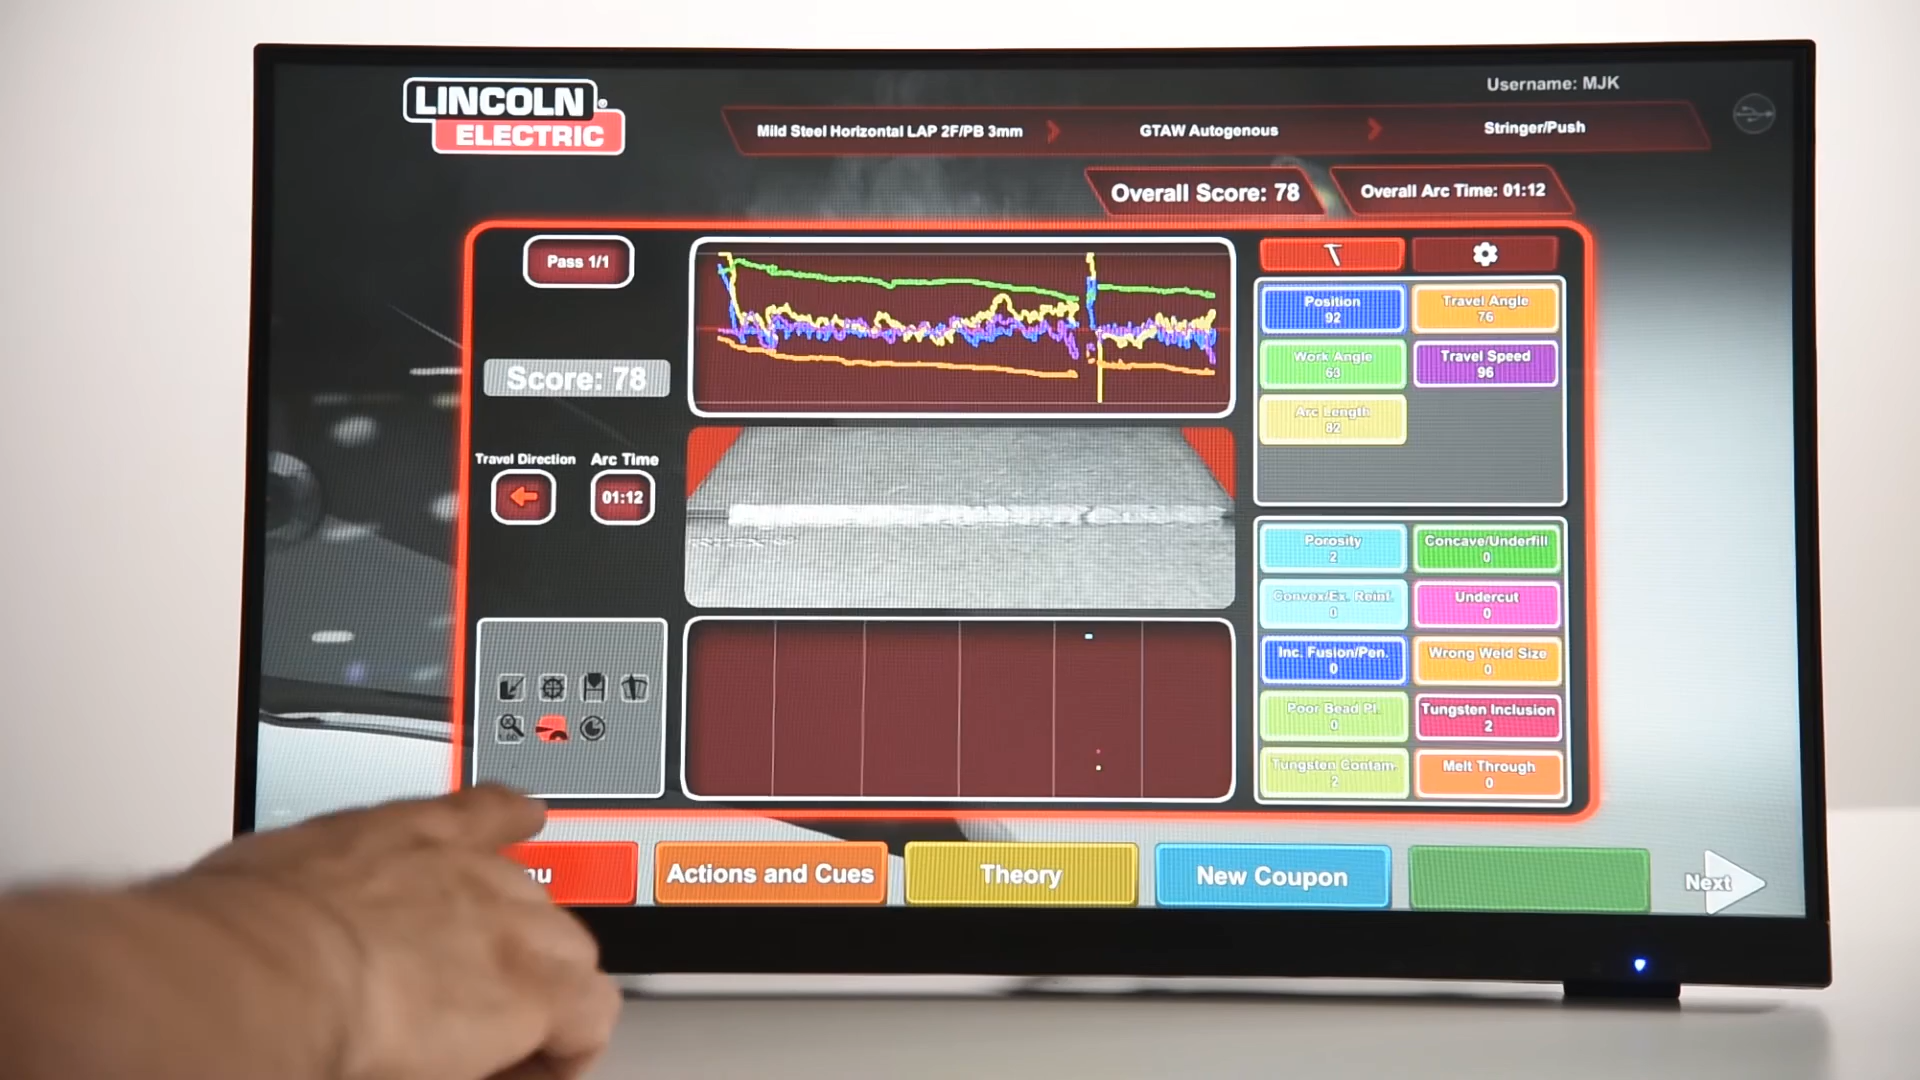 LINCOLN
ELECTRIC
Username: MJK
Mild Steel Horizontal LAP 2F/PB 3mm
GTAW Autogenous
Stringer/Push
Overall Score: 78
Overall Arc Time: 01:12
Pass 1/1
Score: 78
Travel Direction
Arc Time
01:12
Position
92
Travel Angle
76
Work Angle
63
Travel Speed
96
Arc Length
82
Porosity
2
Concave/Underfill
0
Convex/Ex. Reinf.
0
Undercut
0
Inc. Fusion/Pen.
0
Wrong Weld Size
0
Poor Bead Pl.
0
Tungsten Inclusion
2
Tungsten Contam.
2
Melt Through
0
nu
Actions and Cues
Theory
New Coupon
Next